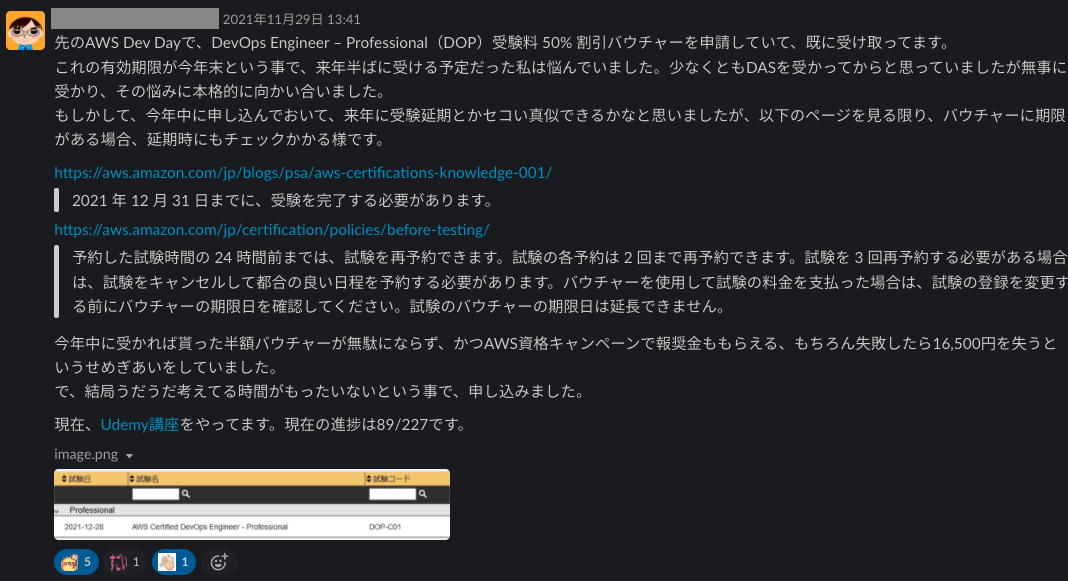 2021年11月29日 13:41
先のAWS Dev Dayで、DevOps Engineer – Professional（DOP）受験料 50% 割引バウチャーを申請していて、既に受け取ってます。
これの有効期限が今年末という事で、来年半ばに受ける予定だった私は悩んでいました。少なくともDASを受かってからと思っていましたが無事に
受かり、その悩みに本格的に向かい合いました。
もしかして、今年中に申し込んでおいて、来年に受験延期とかセコい真似できるかなと思いましたが、以下のページを見る限り、バウチャーに期限
がある場合、延期時にもチェックかかる様です。
https://aws.amazon.com/jp/blogs/psa/aws-certifications-knowledge-001/
2021 年 12 月 31 日までに、受験を完了する必要があります。
https://aws.amazon.com/jp/certification/policies/before-testing/
予約した試験時間の 24 時間前までは、試験を再予約できます。試験の各予約は 2 回まで再予約できます。試験を 3 回再予約する必要がある場合
は、試験をキャンセルして都合の良い日程を予約する必要があります。バウチャーを使用して試験の料金を支払った場合は、試験の登録を変更す
る前にバウチャーの期限日を確認してください。試験のバウチャーの期限日は延長できません。
今年中に受かれば貰った半額バウチャーが無駄にならず、かつAWS資格キャンペーンで報奨金ももらえる、もちろん失敗したら16,500円を失うと
いうせめぎあいをしていました。
で、結局うだうだ考えてる時間がもったいないという事で、申し込みました。
現在、Udemy講座をやってます。現在の進捗は89/227です。
image.png
試験日 試験名 試験コード
Professional
2021-12-28 AWS Certified DevOps Engineer - Professional DOP-C01
5 1 1